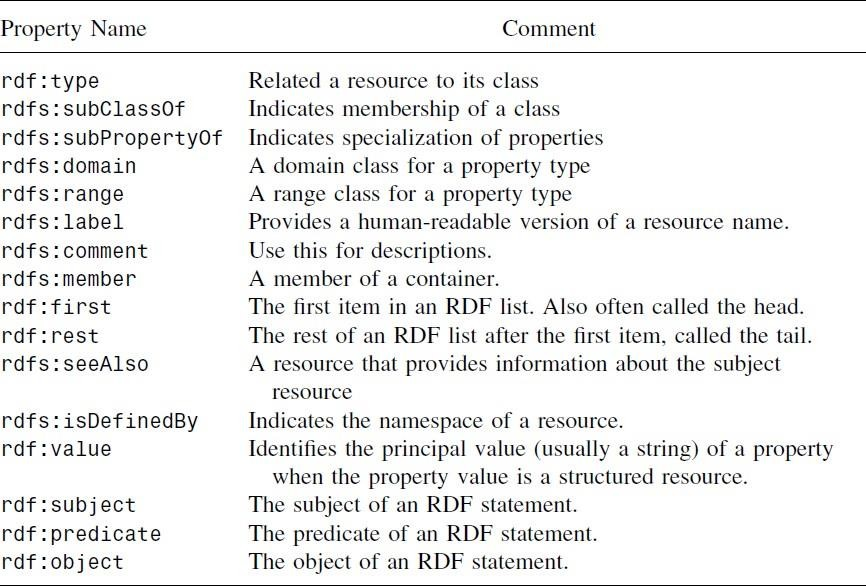 Property Name Comment
rdf:type Related a resource to its class
rdfs:subClassOf Indicates membership of a class
rdfs:subPropertyOf Indicates specialization of properties
rdfs:domain A domain class for a property type
rdfs:range A range class for a property type
rdfs:label Provides a human-readable version of a resource name.
rdfs:comment Use this for descriptions.
rdfs:member A member of a container.
rdf:first The first item in an RDF list. Also often called the head.
rdf:rest The rest of an RDF list after the first item, called the tail.
rdfs:seeAlso A resource that provides information about the subject
resource
rdfs:isDefinedBy Indicates the namespace of a resource.
rdf:value Identifies the principal value (usually a string) of a property
when the property value is a structured resource.
rdf:subject The subject of an RDF statement.
rdf:predicate The predicate of an RDF statement.
rdf:object The object of an RDF statement.